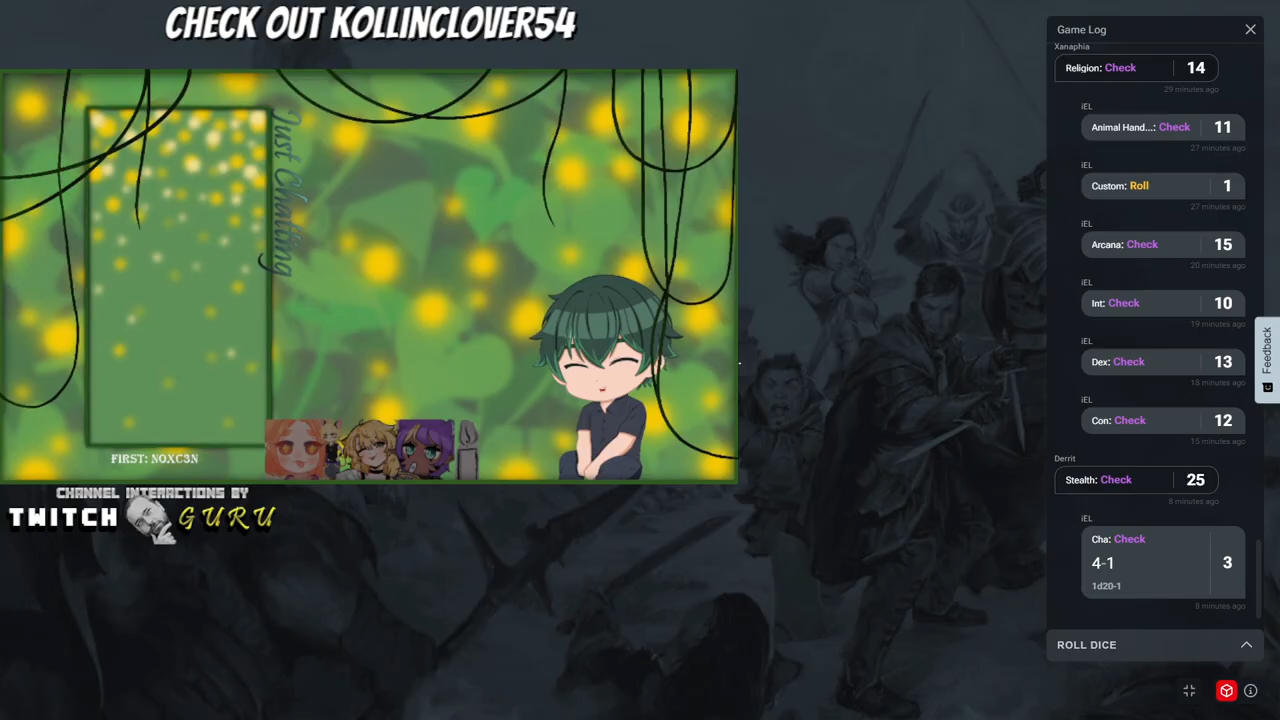 CHECK OUT KOLLINCLOVER54
Just Chatting
FIRST: N0XC3N
CHANNEL INTERACTIONS BY
TWITCH GURU
Game Log
Xanaphia
Religion: Check 14
29 minutes ago
iEL
Animal Hand...: Check 11
27 minutes ago
iEL
Custom: Roll 1
27 minutes ago
iEL
Arcana: Check 15
20 minutes ago
iEL
Int: Check 10
19 minutes ago
iEL
Dex: Check 13
18 minutes ago
iEL
Con: Check 12
15 minutes ago
Derrit
Stealth: Check 25
8 minutes ago
iEL
Cha: Check
4-1 3
1d20-1
8 minutes ago
ROLL DICE
Feedback